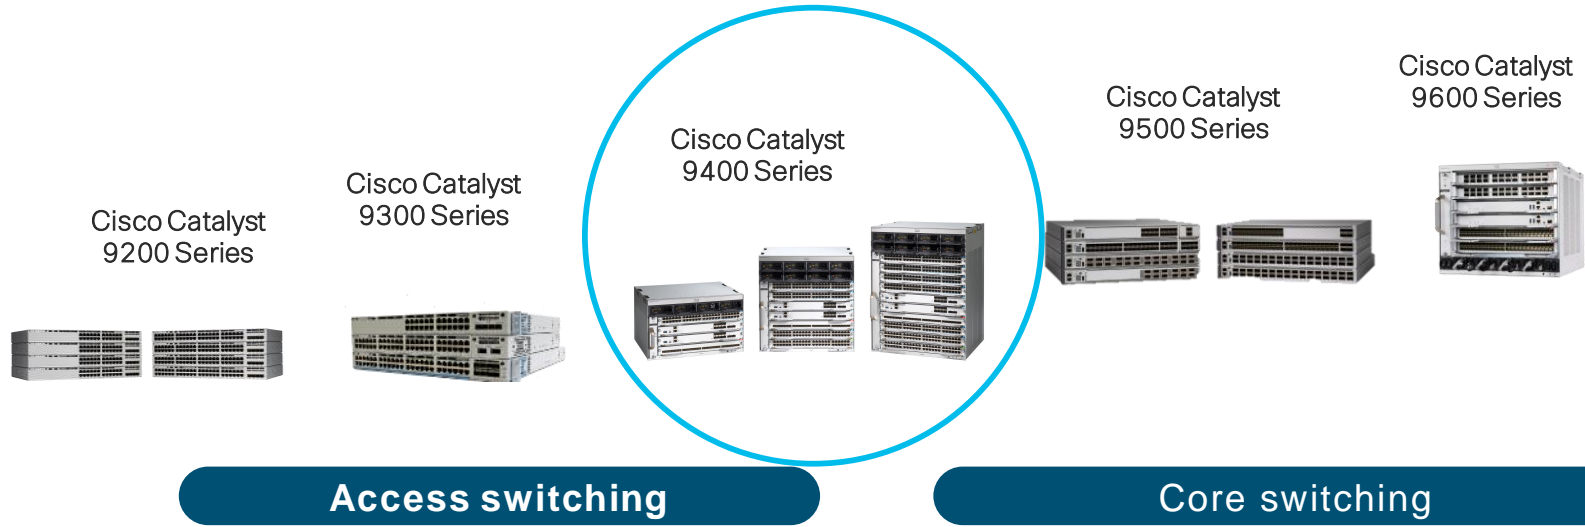 Cisco Catalyst
9200 Series
Cisco Catalyst
9300 Series
Cisco Catalyst
9400 Series
Cisco Catalyst
9500 Series
Cisco Catalyst
9600 Series
Access switching
Core switching